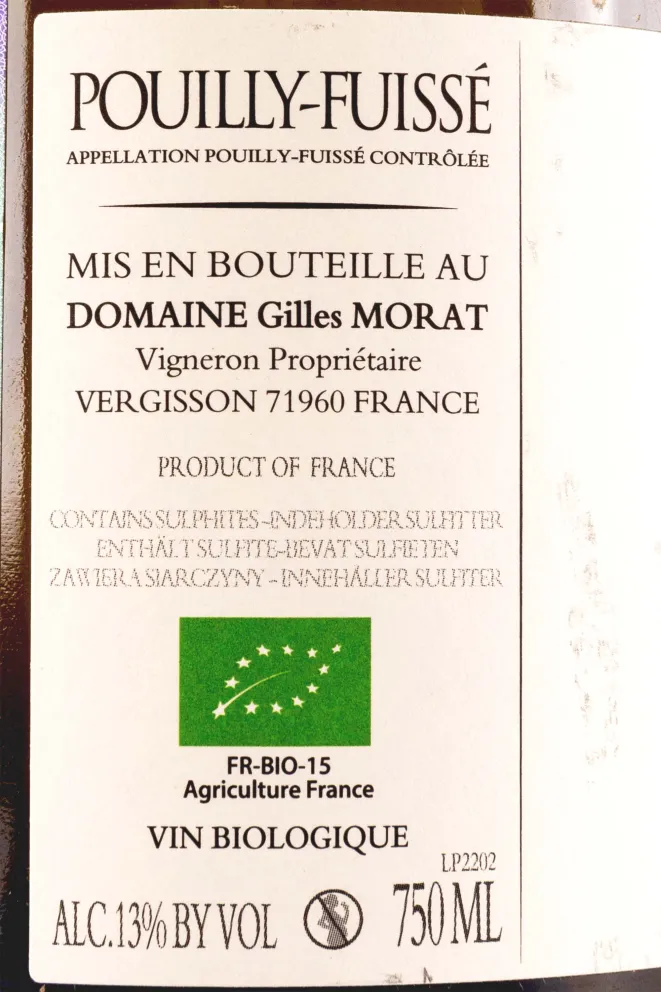 POUILLY-FUISSÉ
APPELLATION POUILLY-FUISSÉ CONTRÔLÉE
MIS EN BOUTEILLE AU
DOMAINE Gilles MORAT
Vigneron Propriétaire
VERGISSON 71960 FRANCE
PRODUCT OF FRANCE
CONTAINS SULPHITES-INDEHOLDER SULFITTER
ENTHÄLT SULFITE-BEVAT SULFIETEN
ZAWIERA SIARCZYNY - INNEHÅLLER SULFITER
FR-BIO-15
Agriculture France
VIN BIOLOGIQUE
LP2202
ALC.13% BY VOL 750 ML